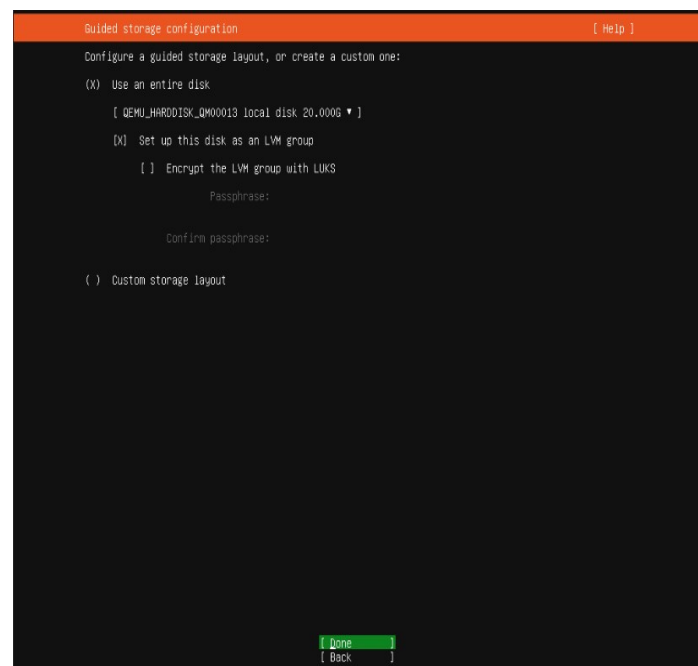 Guided storage configuration [ Help ]
Configure a guided storage layout, or create a custom one:
(X) Use an entire disk
[ QEMU_HARDDISK_QM00013 local disk 20.000G ▾ ]
[X] Set up this disk as an LVM group
[ ] Encrypt the LVM group with LUKS
Passphrase:
Confirm passphrase:
( ) Custom storage layout
[ Done ]
[ Back ]